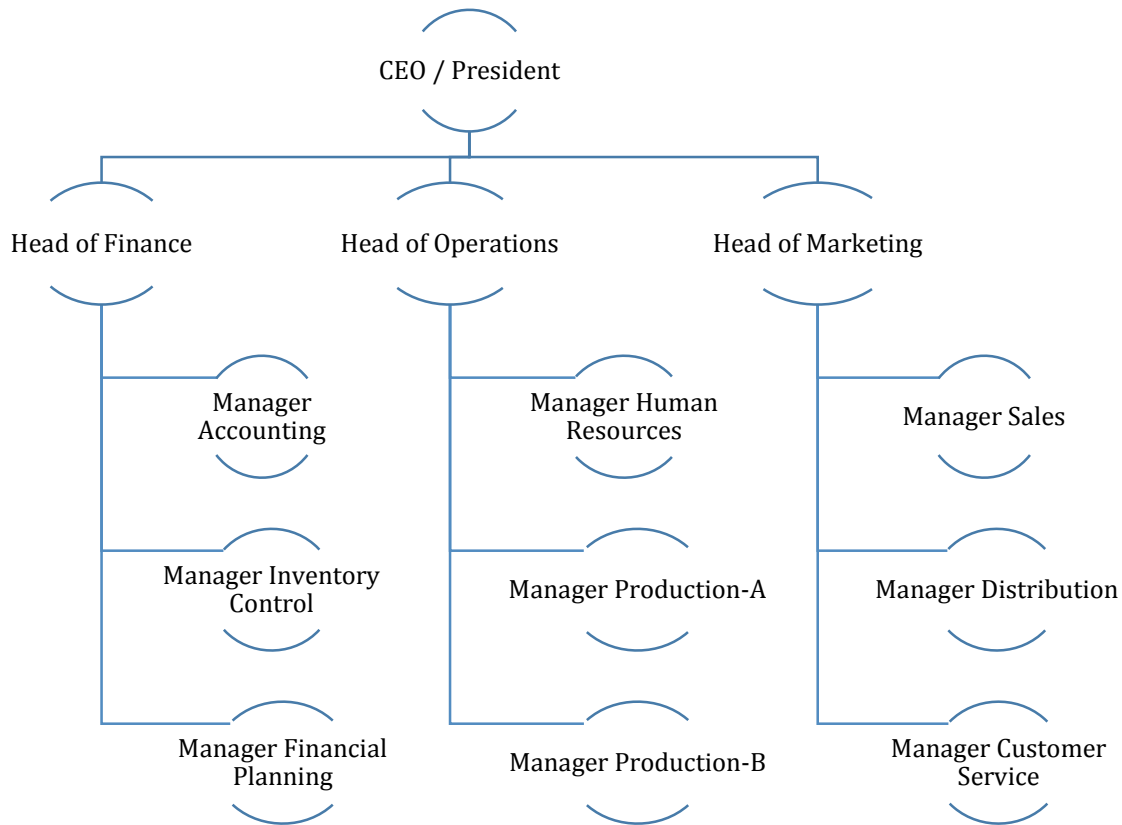 CEO / President
Head of Finance
Head of Operations
Head of Marketing
Manager
Accounting
Manager Human
Resources
Manager Sales
Manager Inventory
Control
Manager Production-A
Manager Distribution
Manager Financial
Planning
Manager Production-B
Manager Customer
Service